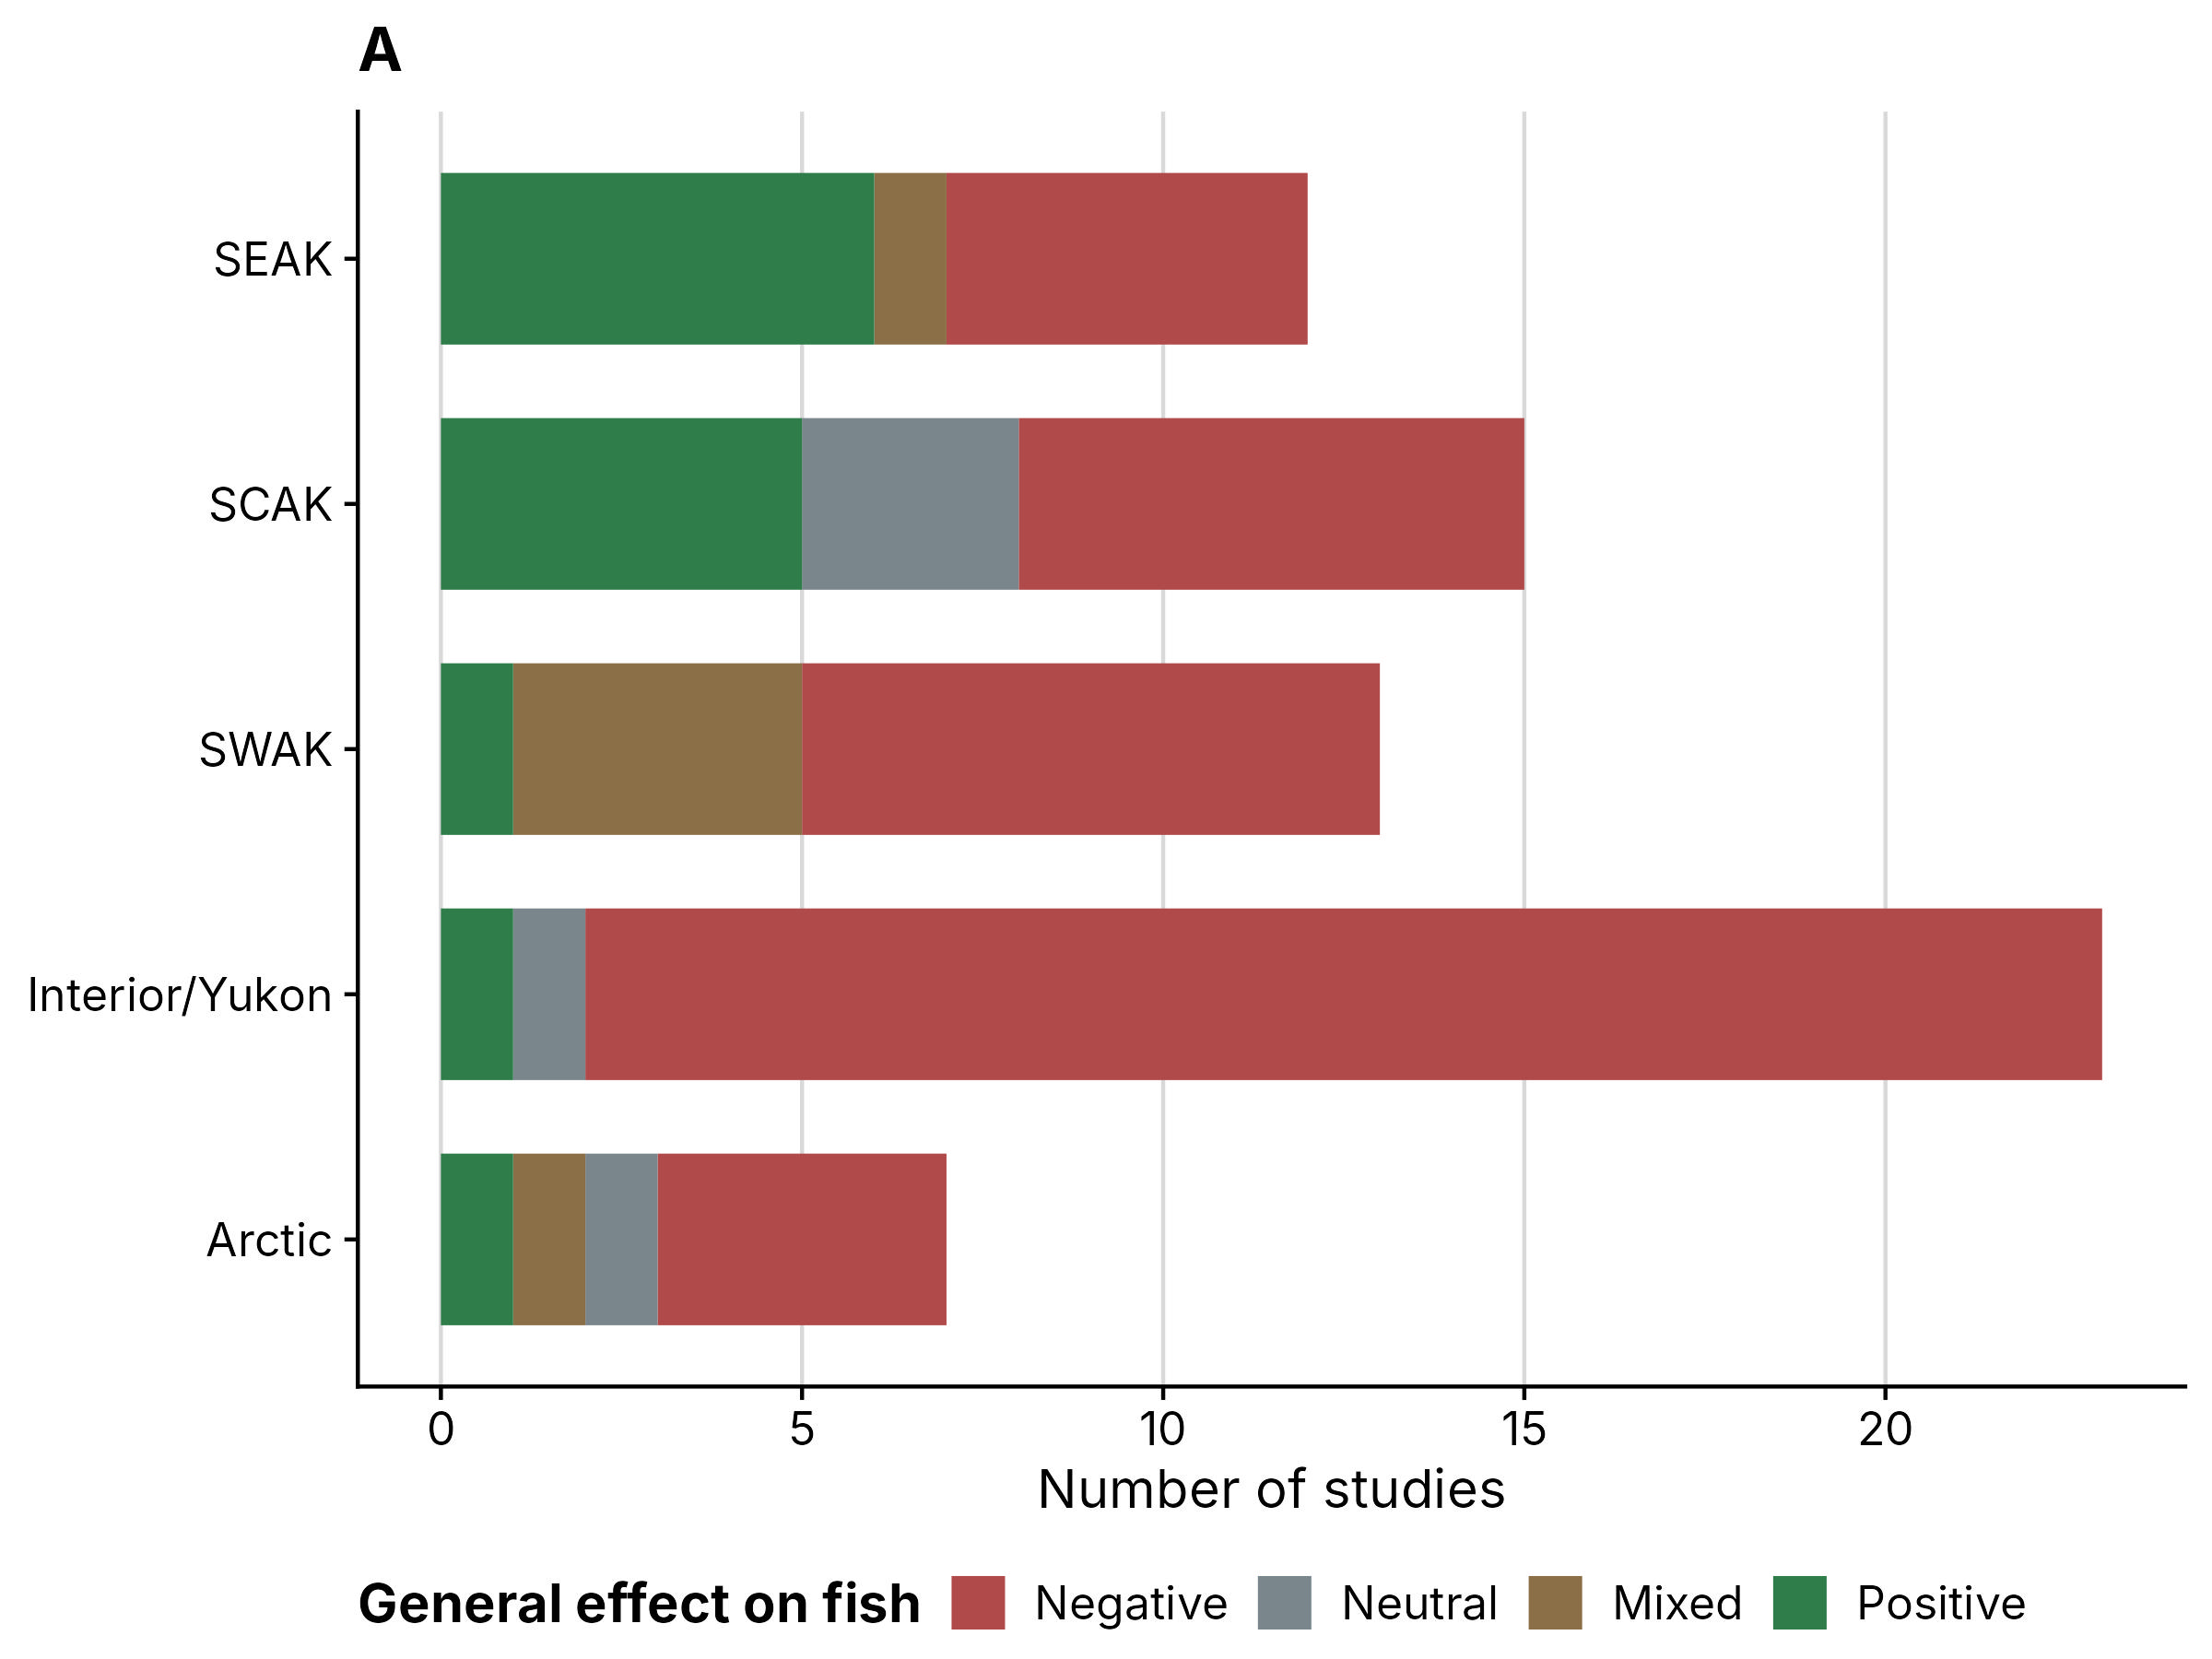 A
SEAK
SCAK
SWAK
Interior/Yukon
Arctic
0 5 10 15 20
Number of studies
General effect on fish Negative Neutral Mixed Positive